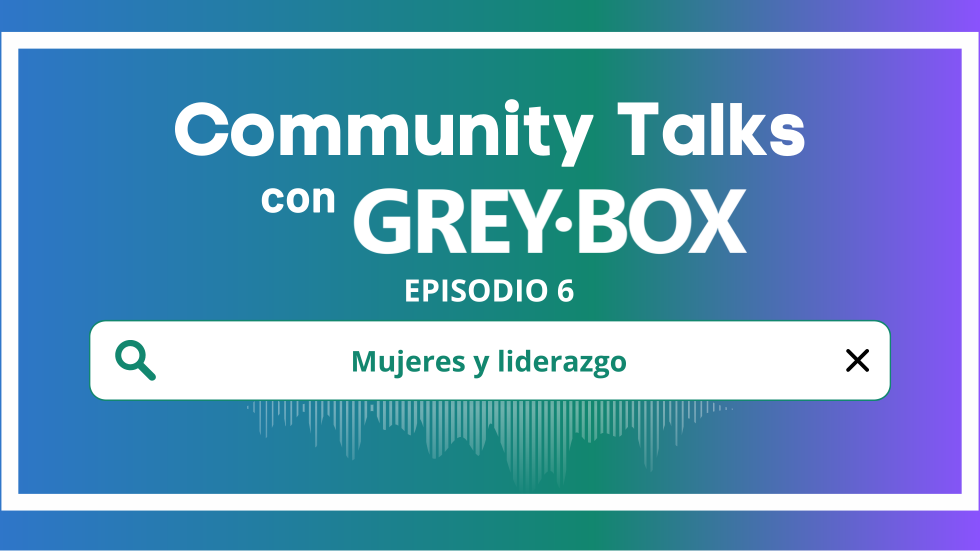 Community Talks
con GREY·BOX
EPISODIO 6
Mujeres y liderazgo